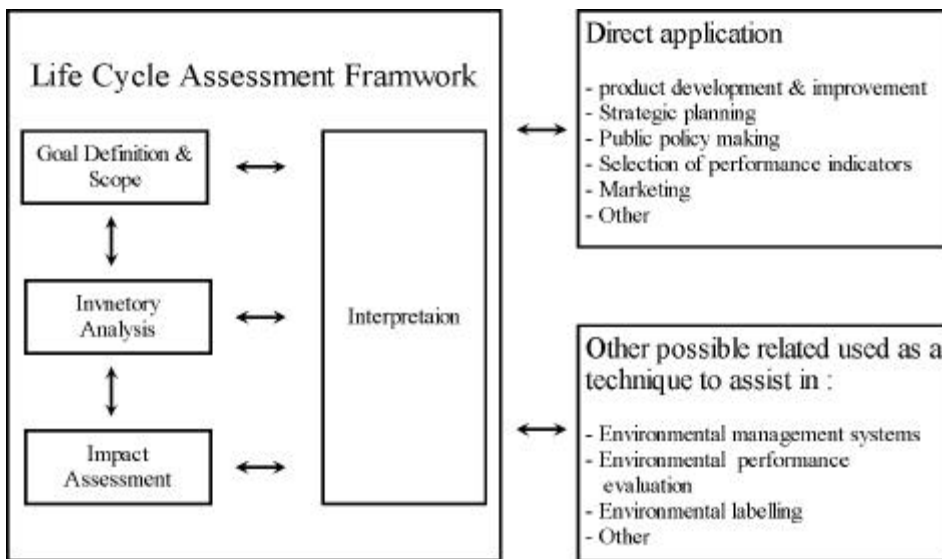 Life Cycle Assessment Framwork
Goal Definition &
Scope
Invnetory
Analysis
Impact
Assessment
Interpretaion
Direct application
- product development & improvement
- Strategic planning
- Public policy making
- Selection of performance indicators
- Marketing
- Other
Other possible related used as a
technique to assist in :
- Environmental management systems
- Environmental performance
evaluation
- Environmental labelling
- Other